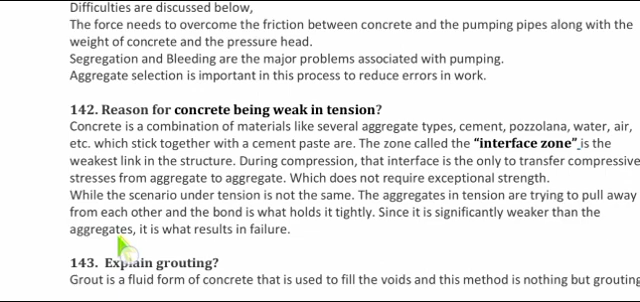 Difficulties are discussed below,
The force needs to overcome the friction between concrete and the pumping pipes along with the
weight of concrete and the pressure head.
Segregation and Bleeding are the major problems associated with pumping.
Aggregate selection is important in this process to reduce errors in work.
142. Reason for concrete being weak in tension?
Concrete is a combination of materials like several aggregate types, cement, pozzolana, water, air,
etc. which stick together with a cement paste are. The zone called the “interface zone” is the
weakest link in the structure. During compression, that interface is the only to transfer compressive
stresses from aggregate to aggregate. Which does not require exceptional strength.
While the scenario under tension is not the same. The aggregates in tension are trying to pull away
from each other and the bond is what holds it tightly. Since it is significantly weaker than the
aggregates, it is what results in failure.
143. Explain grouting?
Grout is a fluid form of concrete that is used to fill the voids and this method is nothing but grouting